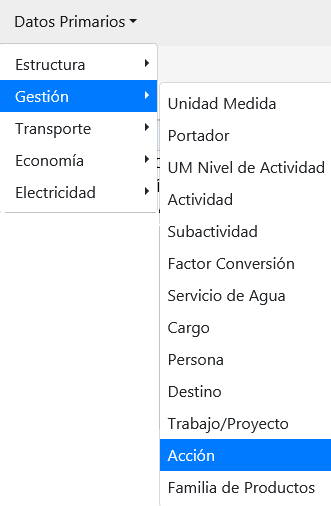 Datos Primarios
Estructura
Gestión
Transporte
Economía
Electricidad
Unidad Medida
Portador
UM Nivel de Actividad
Actividad
Subactividad
Factor Conversión
Servicio de Agua
Cargo
Persona
Destino
Trabajo/Proyecto
Acción
Familia de Productos